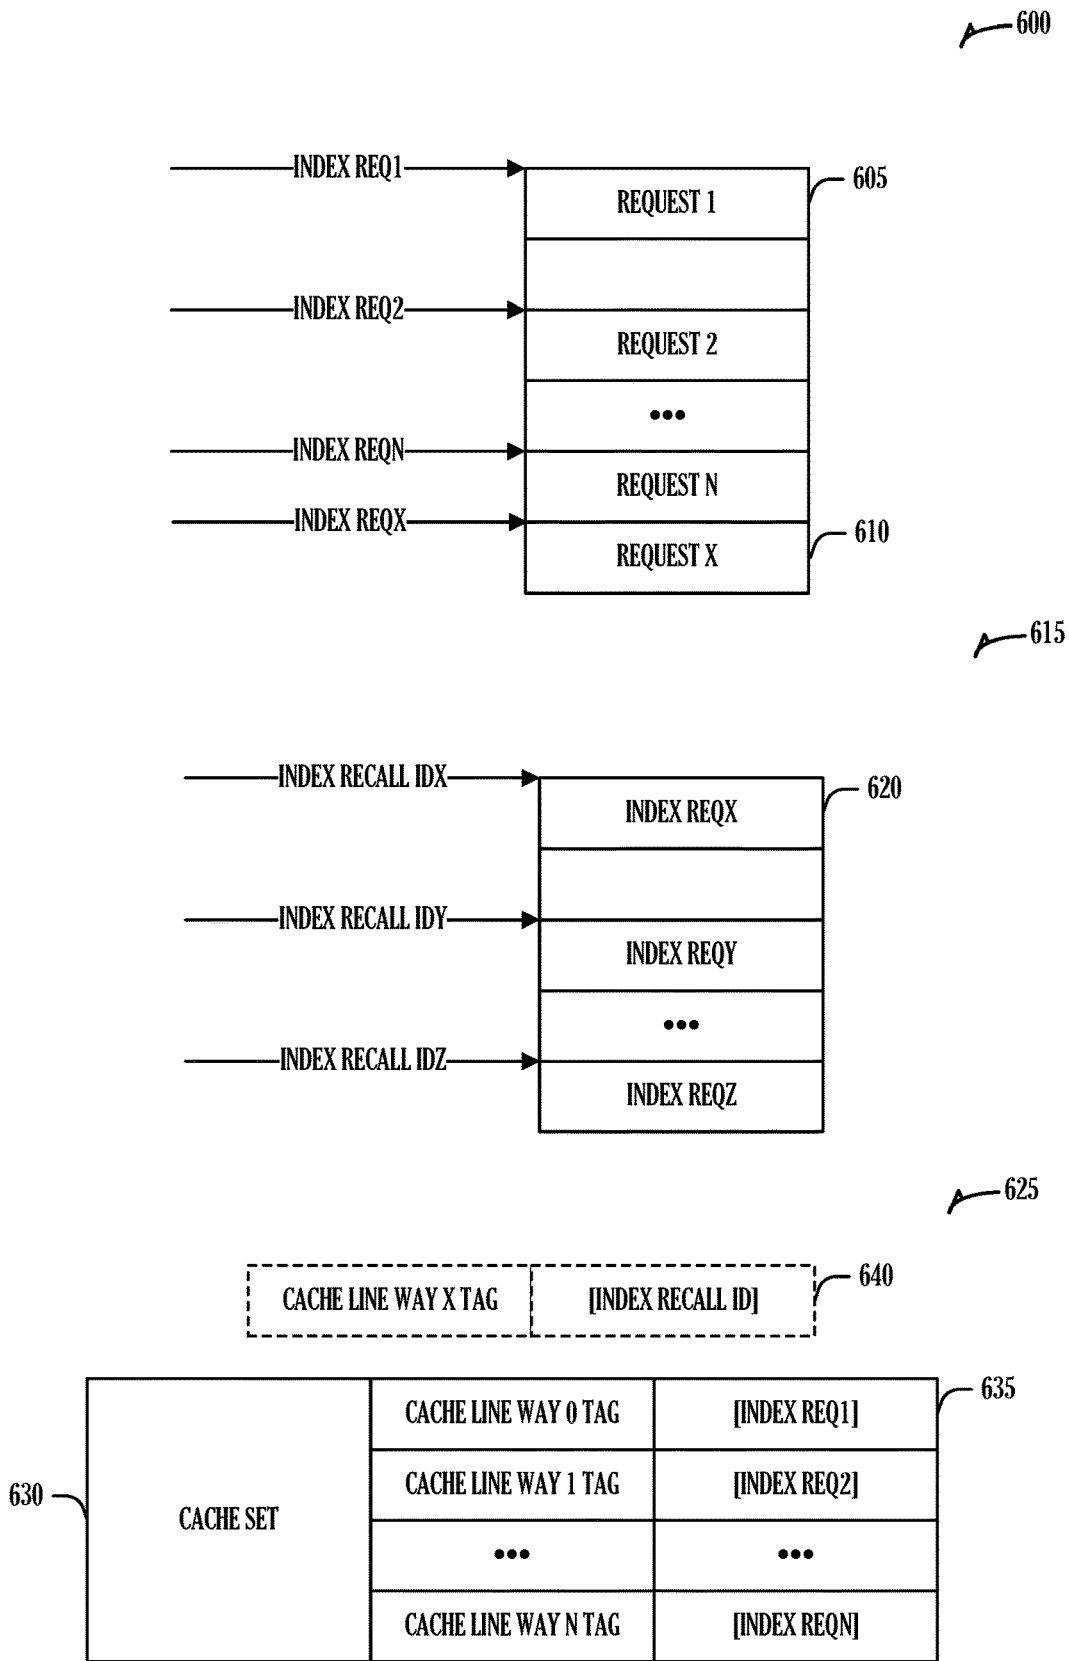 600
INDEX REQ1
605
REQUEST 1
INDEX REQ2
REQUEST 2
•••
INDEX REQN
REQUEST N
INDEX REQX
610
REQUEST X
615
INDEX RECALL IDX
620
INDEX REQX
INDEX RECALL IDY
INDEX REQY
•••
INDEX RECALL IDZ
INDEX REQZ
625
640
CACHE LINE WAY X TAG [INDEX RECALL ID]
635
CACHE LINE WAY 0 TAG [INDEX REQ1]
CACHE LINE WAY 1 TAG [INDEX REQ2]
630
CACHE SET
••• •••
CACHE LINE WAY N TAG [INDEX REQN]